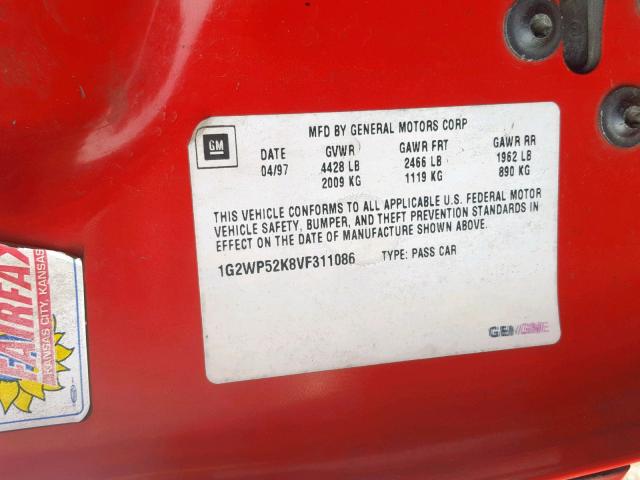 GM
MFD BY GENERAL MOTORS CORP
DATE GVWR GAWR FRT GAWR RR
04/97 4428 LB 2466 LB 1962 LB
2009 KG 1119 KG 890 KG
THIS VEHICLE CONFORMS TO ALL APPLICABLE U.S. FEDERAL MOTOR
VEHICLE SAFETY, BUMPER, AND THEFT PREVENTION STANDARDS IN
EFFECT ON THE DATE OF MANUFACTURE SHOWN ABOVE.
1G2WP52K8VF311086 TYPE: PASS CAR
FAIRFAX
KANSAS CITY, KANSAS